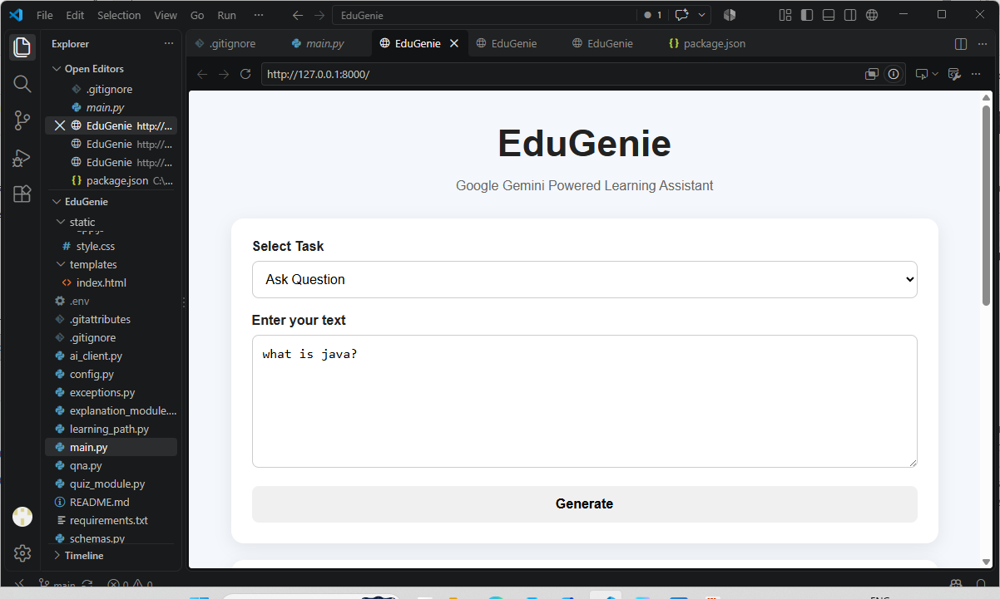 File Edit Selection View Go Run ··· EduGenie 1
Explorer ···
.gitignore main.py EduGenie EduGenie EduGenie {} package.json ···
Open Editors
http://127.0.0.1:8000/ ···
.gitignore
main.py
EduGenie http://...
EduGenie http://...
EduGenie http://...
{} package.json C:\...
EduGenie
static
# style.css
templates
<> index.html
.env
.gitattributes
.gitignore
ai_client.py
config.py
exceptions.py
explanation_module....
learning_path.py
main.py
qna.py
quiz_module.py
README.md
requirements.txt
schemas.py
Timeline
EduGenie
Google Gemini Powered Learning Assistant
Select Task
Ask Question
Enter your text
what is java?
Generate
main 0 0